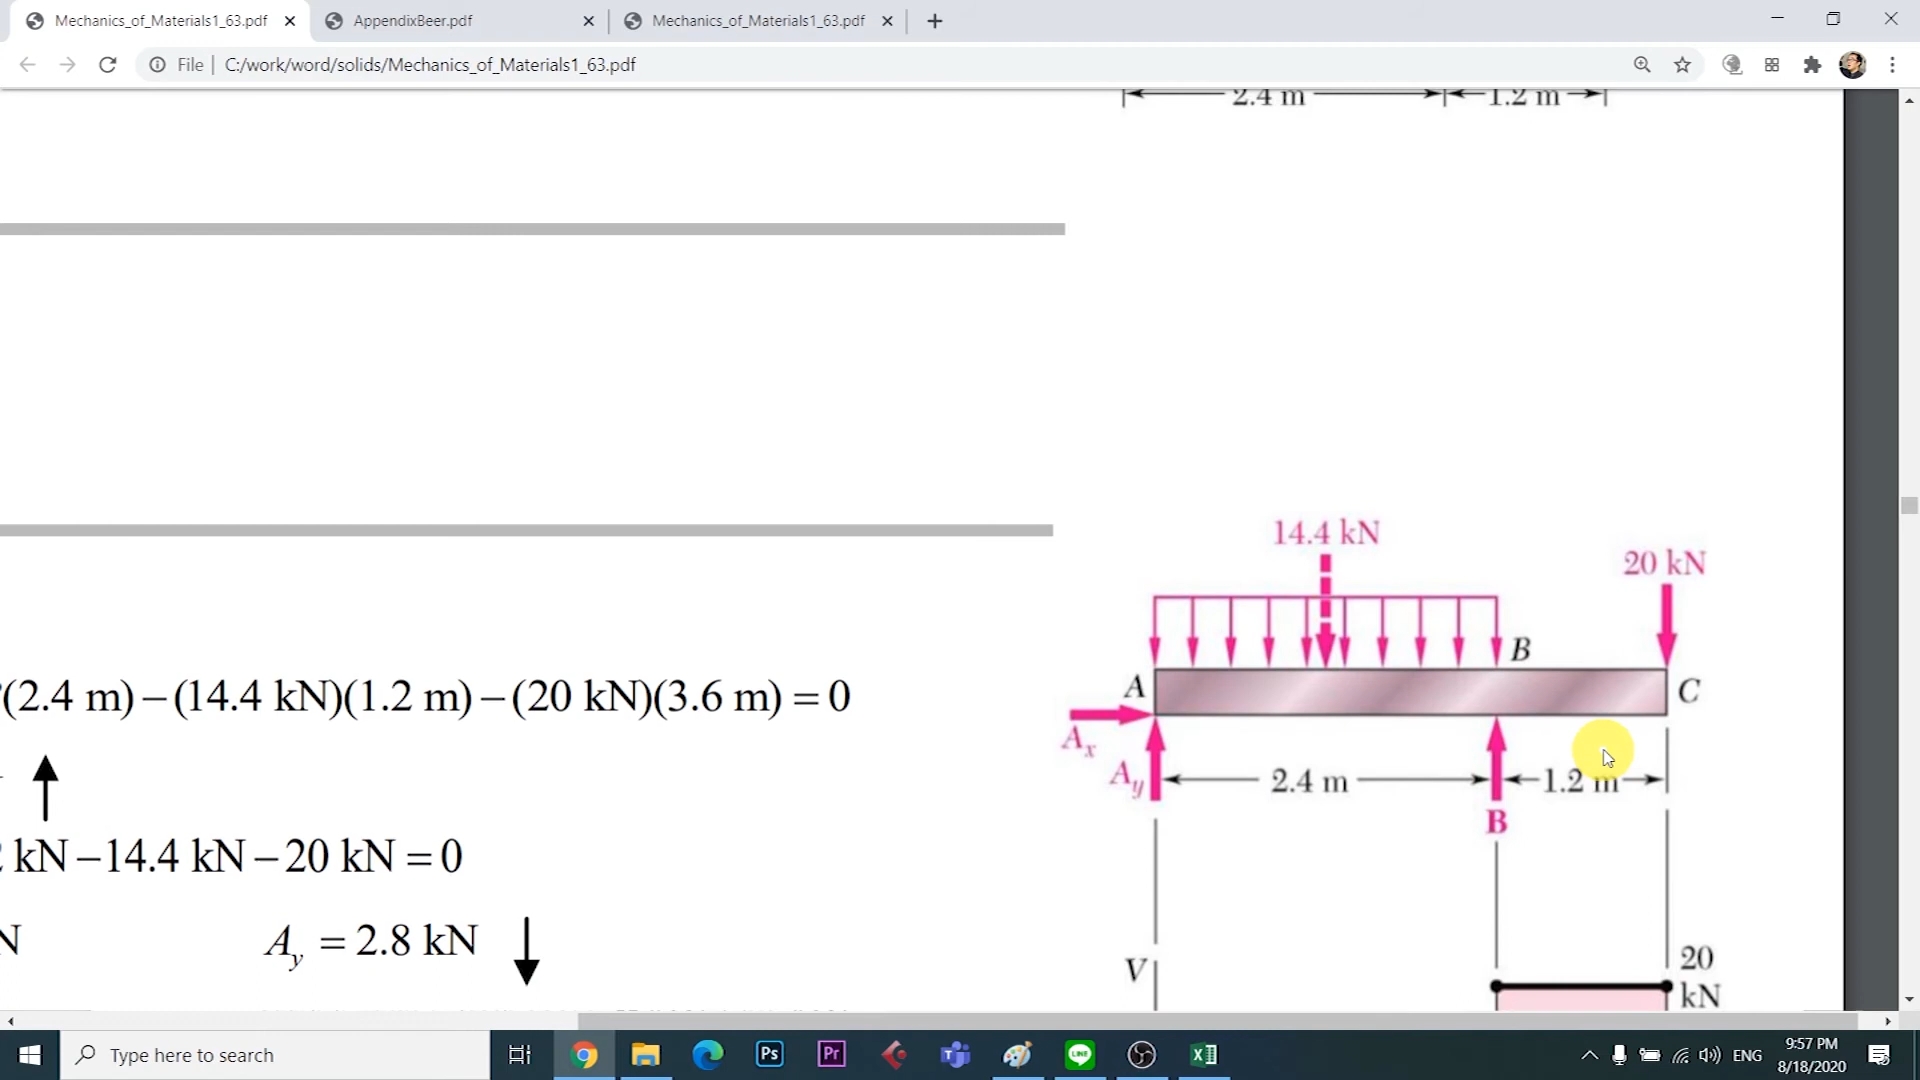 Mechanics_of_Materials1_63.pdf
AppendixBeer.pdf
Mechanics_of_Materials1_63.pdf
File
C:/work/word/solids/Mechanics_of_Materials1_63.pdf
2.4 m
1.2 m
14.4 kN
20 kN
B
A
C
(2.4 m) − (14.4 kN)(1.2 m) − (20 kN)(3.6 m) = 0
Ax
Ay
2.4 m
1.2 m
B
kN − 14.4 kN − 20 kN = 0
N
Ay = 2.8 kN
V
20
kN
Type here to search
Ps
Pr
LINE
ENG
9:57 PM
8/18/2020